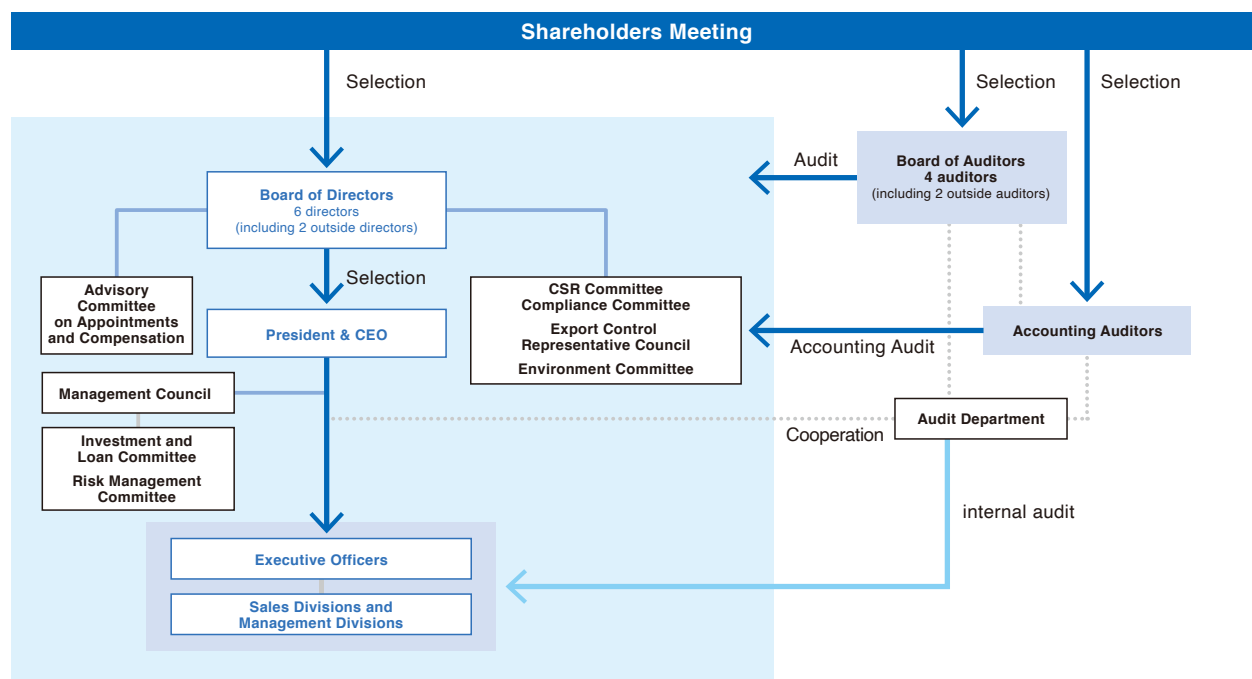 Shareholders Meeting
Selection
Selection
Selection
Board of Directors
6 directors
(including 2 outside directors)
Audit
Board of Auditors
4 auditors
(including 2 outside auditors)
Selection
Advisory
Committee
on Appointments
and Compensation
President & CEO
CSR Committee
Compliance Committee
Export Control
Representative Council
Environment Committee
Accounting Audit
Accounting Auditors
Management Council
Investment and
Loan Committee
Risk Management
Committee
Cooperation
Audit Department
internal audit
Executive Officers
Sales Divisions and
Management Divisions